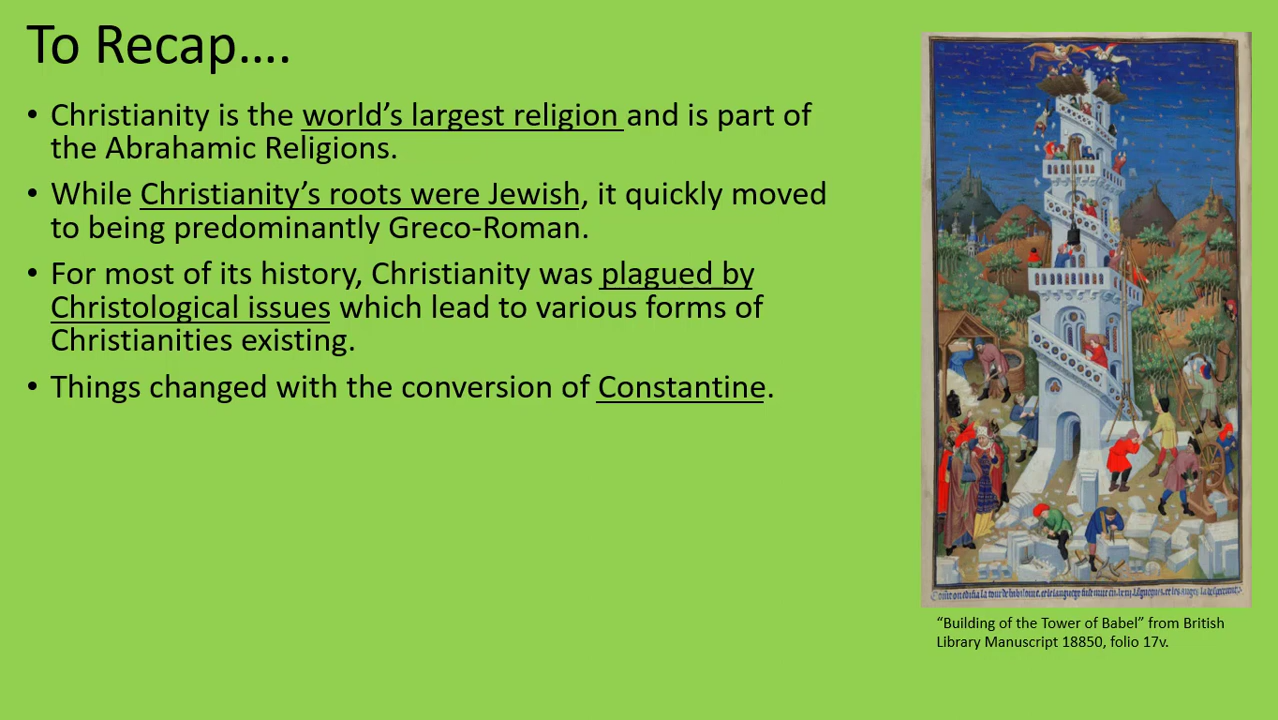 To Recap....
• Christianity is the world's largest religion and is part of
the Abrahamic Religions.
• While Christianity's roots were Jewish, it quickly moved
to being predominantly Greco-Roman.
• For most of its history, Christianity was plagued by
Christological issues which lead to various forms of
Christianities existing.
• Things changed with the conversion of Constantine.
“Building of the Tower of Babel” from British
Library Manuscript 18850, folio 17v.